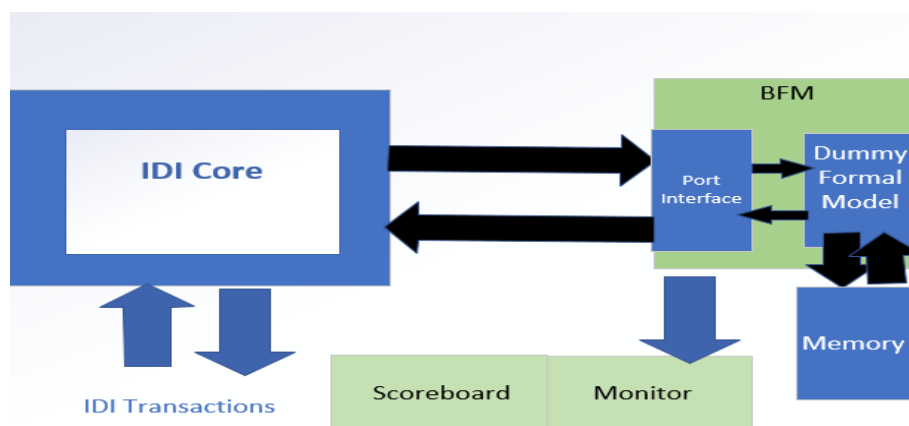 BFM
IDI Core
Port
Interface
Dummy
Formal
Model
Memory
Scoreboard
Monitor
IDI Transactions